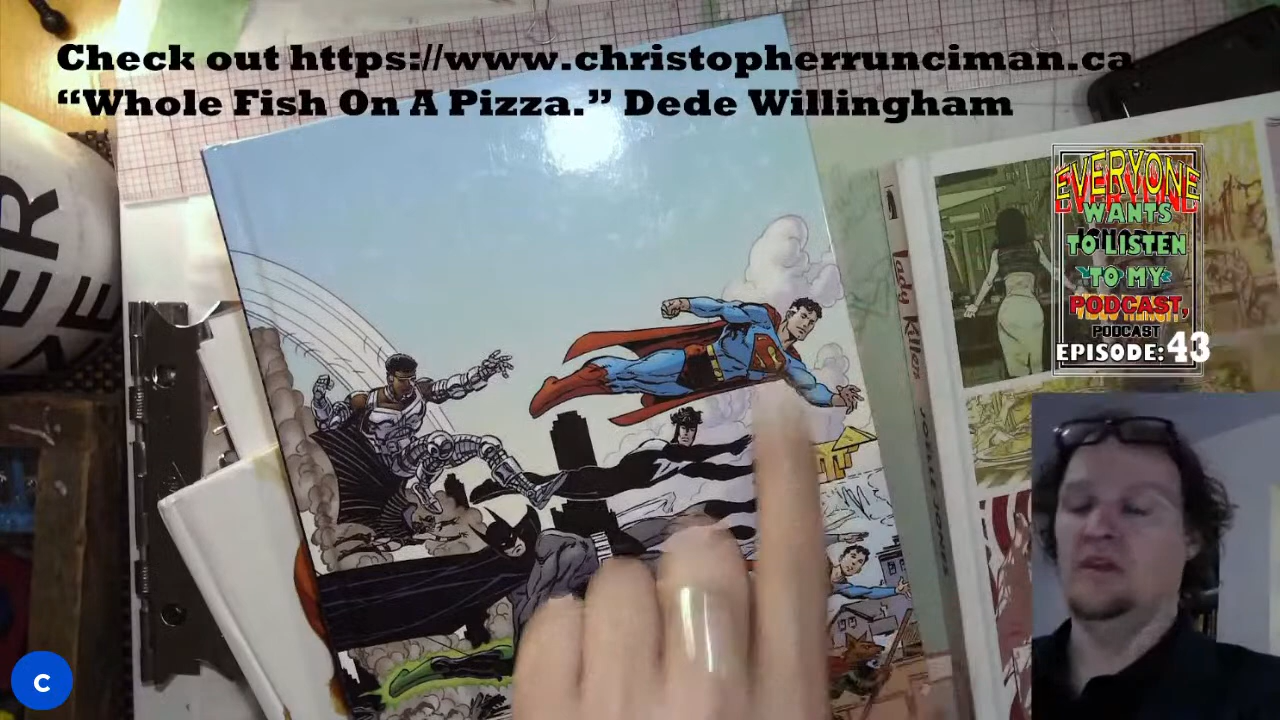 Check out https://www.christopherrunciman.ca
“Whole Fish On A Pizza.” Dede Willingham
EVERYONE
WANTS
TO LISTEN
TO MY
PODCAST,
PODCAST
EPISODE:43
Lady Killer
JOËLLE JONES
C